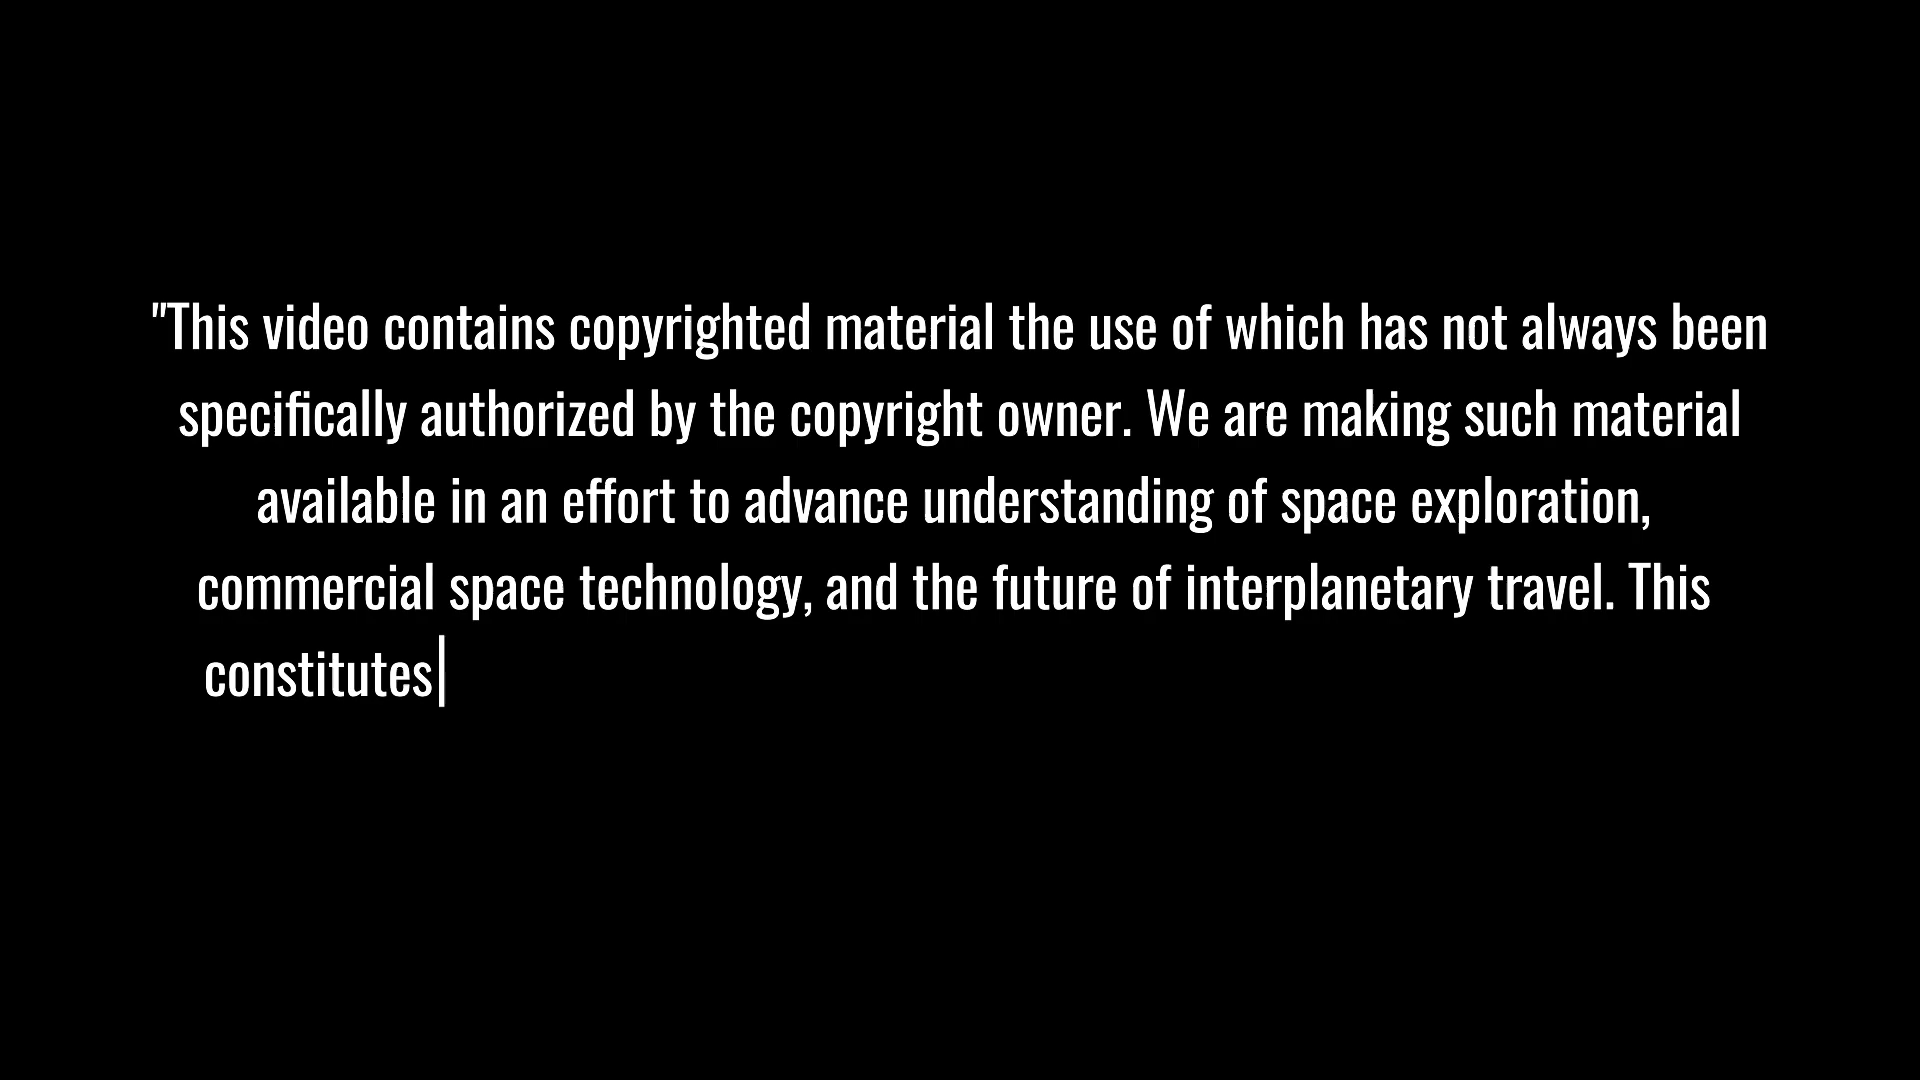 "This video contains copyrighted material the use of which has not always been
specifically authorized by the copyright owner. We are making such material
available in an effort to advance understanding of space exploration,
commercial space technology, and the future of interplanetary travel. This
constitutes